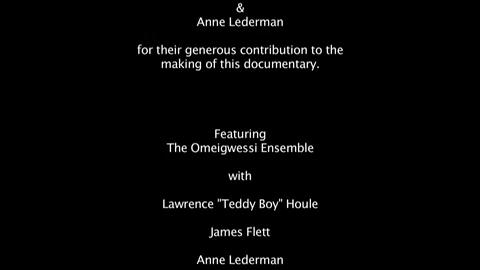 &
Anne Lederman
for their generous contribution to the
making of this documentary.
Featuring
The Omeigwessi Ensemble
with
Lawrence "Teddy Boy" Houle
James Flett
Anne Lederman